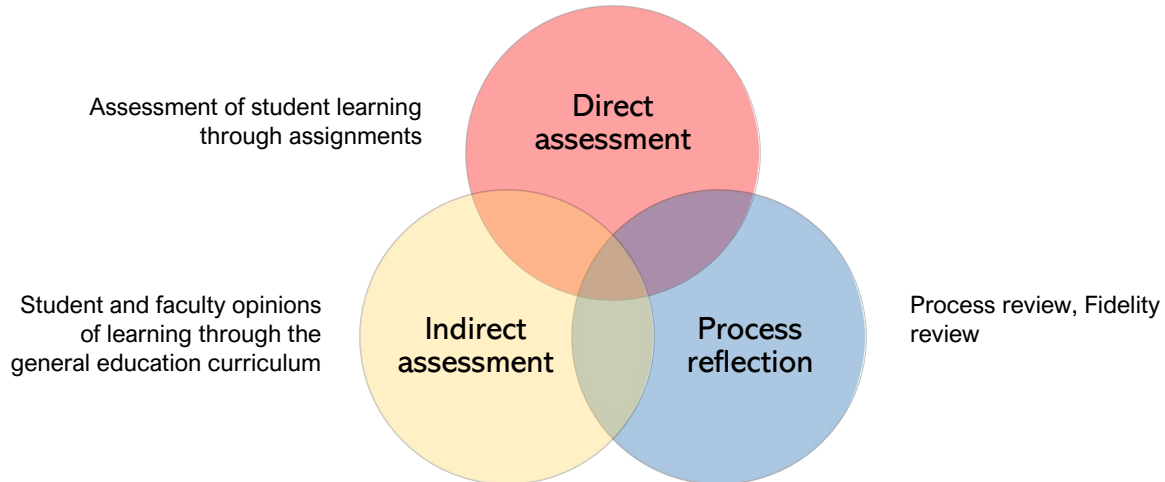 Direct
assessment
Assessment of student learning
through assignments
Student and faculty opinions
of learning through the
general education curriculum
Indirect
assessment
Process
reflection
Process review, Fidelity
review